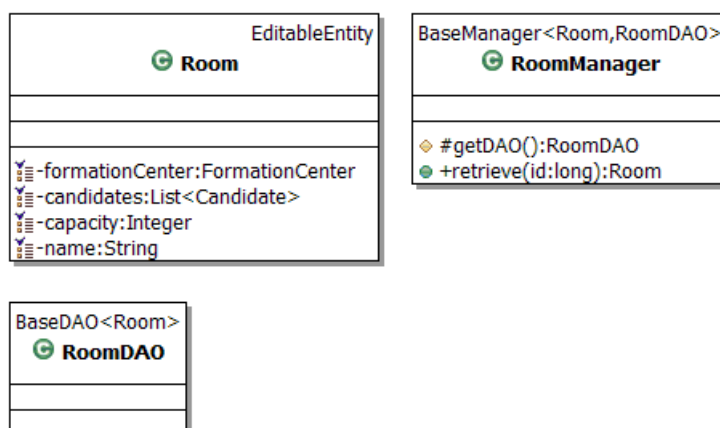 EditableEntity
Room
-formationCenter:FormationCenter
-candidates:List<Candidate>
-capacity:Integer
-name:String
BaseManager<Room,RoomDAO>
RoomManager
#getDAO():RoomDAO
+retrieve(id:long):Room
BaseDAO<Room>
RoomDAO